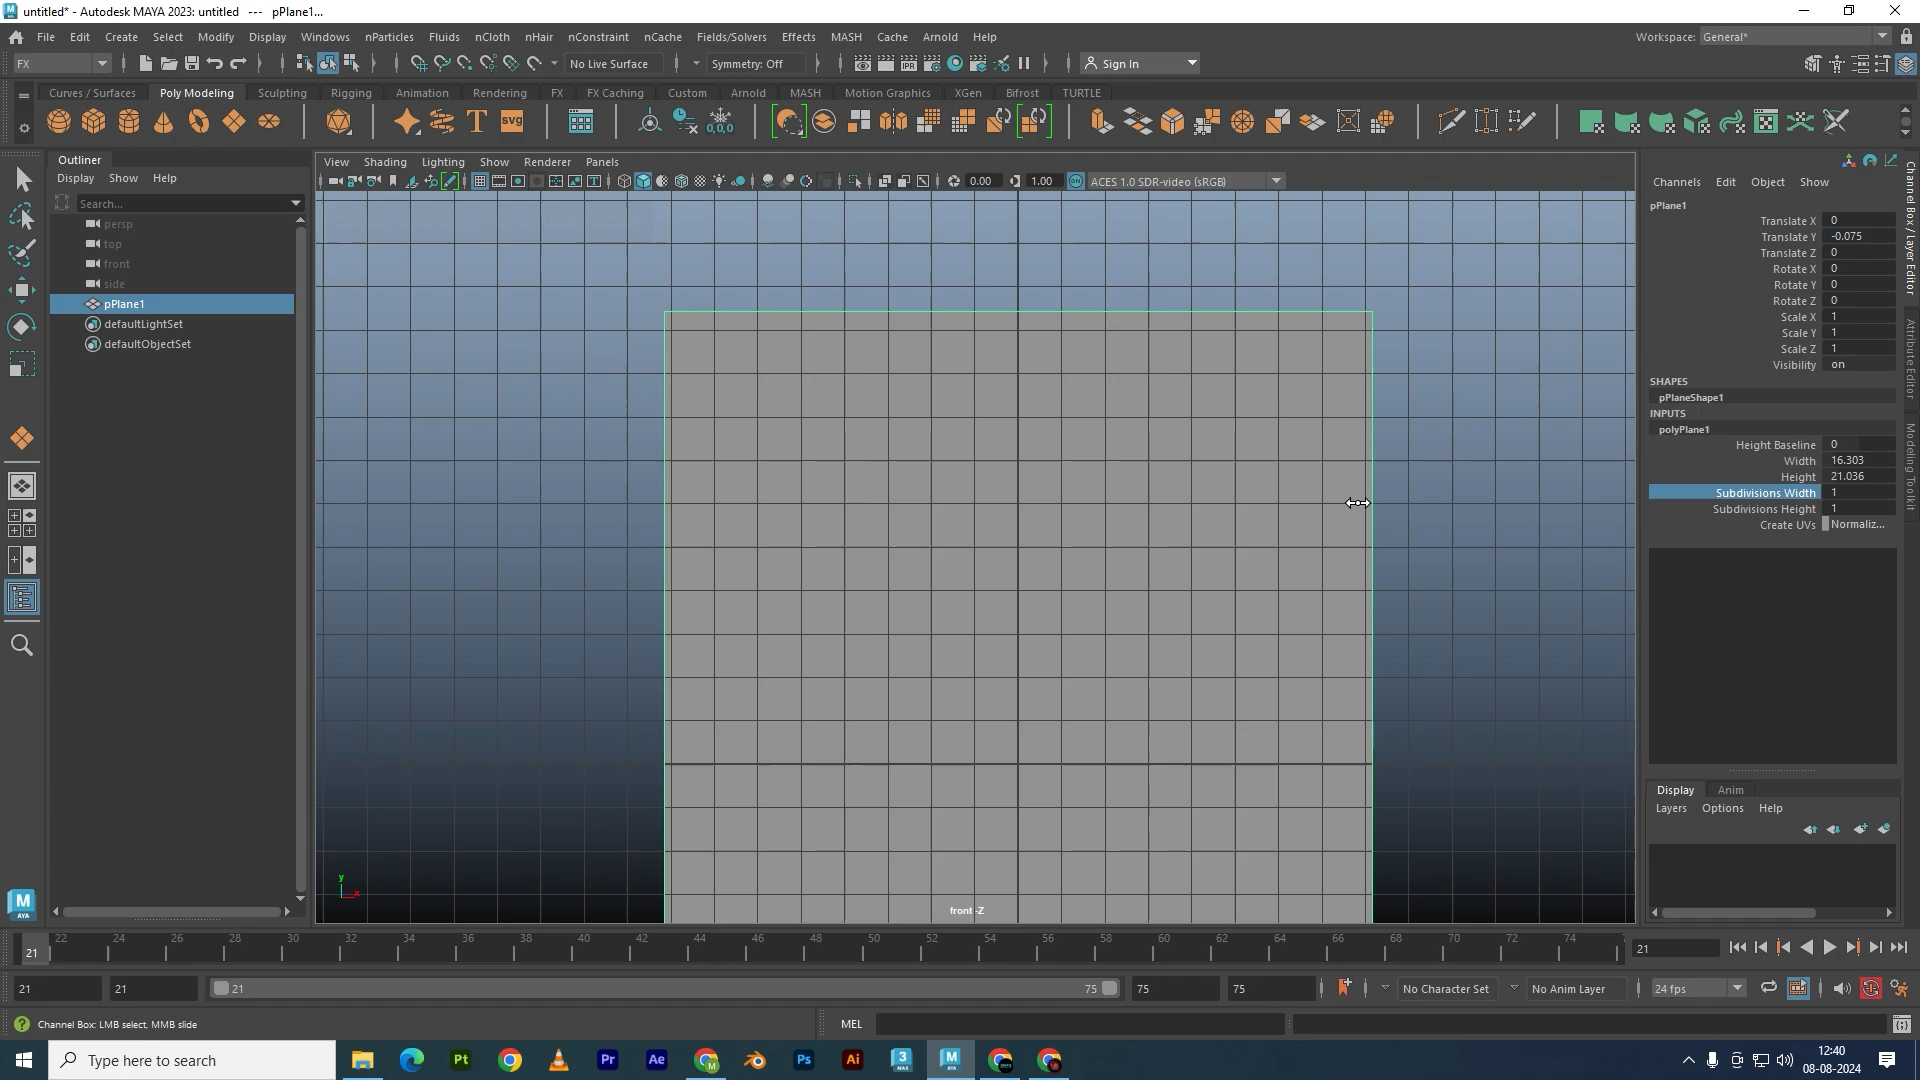 untitled* - Autodesk MAYA 2023: untitled   ---   pPlane1...
File Edit Create Select Modify Display Windows nParticles Fluids nCloth nHair nConstraint nCache Fields/Solvers Effects MASH Cache Arnold Help
Workspace: General*
FX
No Live Surface
Symmetry: Off
Sign In
Curves / Surfaces Poly Modeling Sculpting Rigging Animation Rendering FX FX Caching Custom Arnold MASH Motion Graphics XGen Bifrost TURTLE
Outliner
Display Show Help
Search...
persp
top
front
side
pPlane1
defaultLightSet
defaultObjectSet
View Shading Lighting Show Renderer Panels
0.00 1.00 ACES 1.0 SDR-video (sRGB)
front -Z
Channels Edit Object Show
pPlane1
Translate X 0
Translate Y -0.075
Translate Z 0
Rotate X 0
Rotate Y 0
Rotate Z 0
Scale X 1
Scale Y 1
Scale Z 1
Visibility on
SHAPES
pPlaneShape1
INPUTS
polyPlane1
Height Baseline 0
Width 16.303
Height 21.036
Subdivisions Width 1
Subdivisions Height 1
Create UVs Normaliz...
Channel Box / Layer Editor
Attribute Editor
Modeling Toolkit
Display Anim
Layers Options Help
21 22 24 26 28 30 32 34 36 38 40 42 44 46 48 50 52 54 56 58 60 62 64 66 68 70 72 74
21
21 21 21 75 75 75
No Character Set
No Anim Layer
24 fps
Channel Box: LMB select, MMB slide
MEL
Type here to search
12:40
08-08-2024